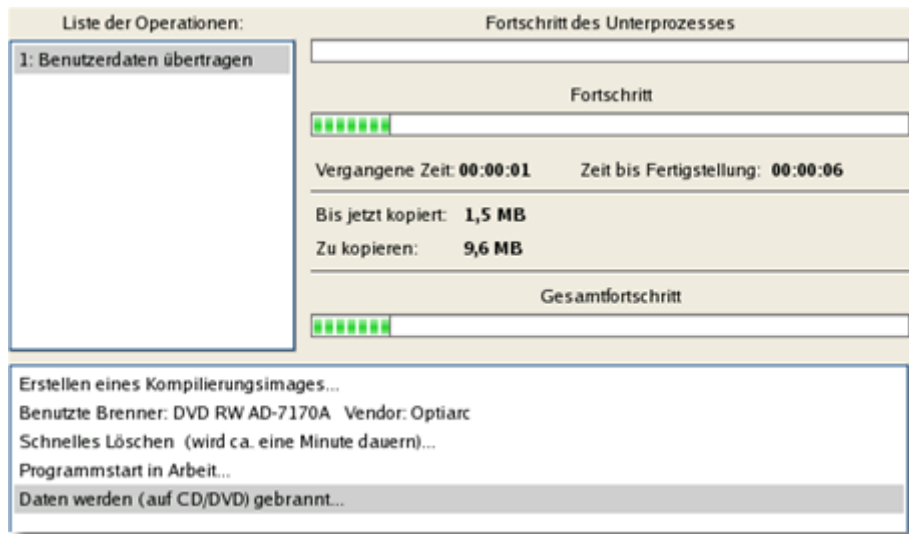 Liste der Operationen:
1: Benutzerdaten übertragen
Fortschritt des Unterprozesses
Fortschritt
Vergangene Zeit: 00:00:01 Zeit bis Fertigstellung: 00:00:06
Bis jetzt kopiert: 1,5 MB
Zu kopieren: 9,6 MB
Gesamtfortschritt
Erstellen eines Kompilierungsimages...
Benutzte Brenner: DVD RW AD-7170A Vendor: Optiarc
Schnelles Löschen (wird ca. eine Minute dauern)...
Programmstart in Arbeit...
Daten werden (auf CD/DVD) gebrannt...